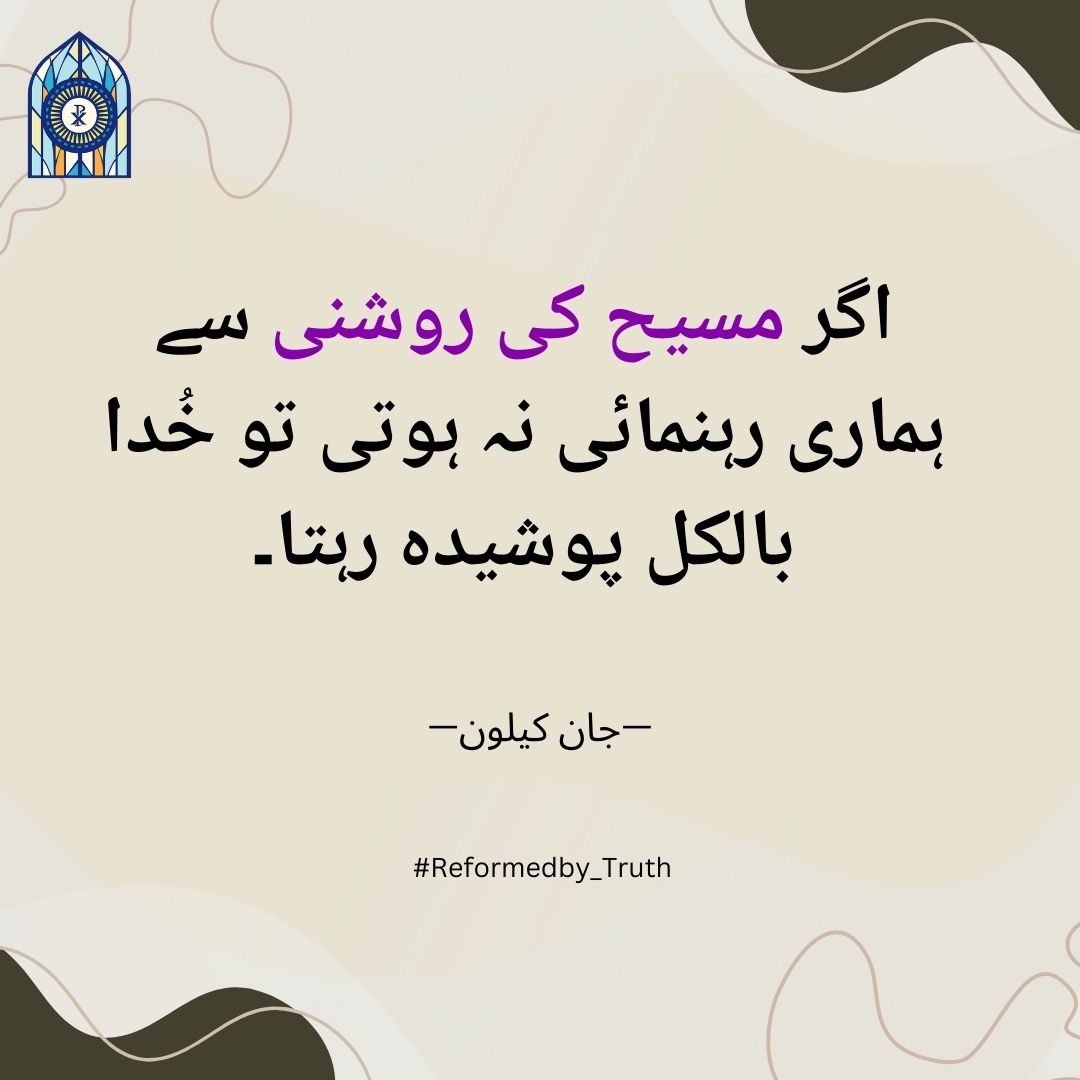 اگر مسیح کی روشنی سے
ہماری رہنمائی نہ ہوتی تو خُدا
بالکل پوشیدہ رہتا۔
—جان کیلون—
#Reformedby_Truth